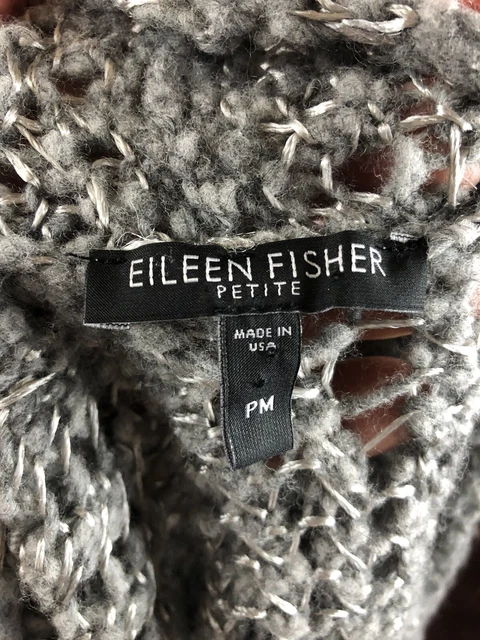 EILEEN FISHER
PETITE
MADE IN
USA
PM